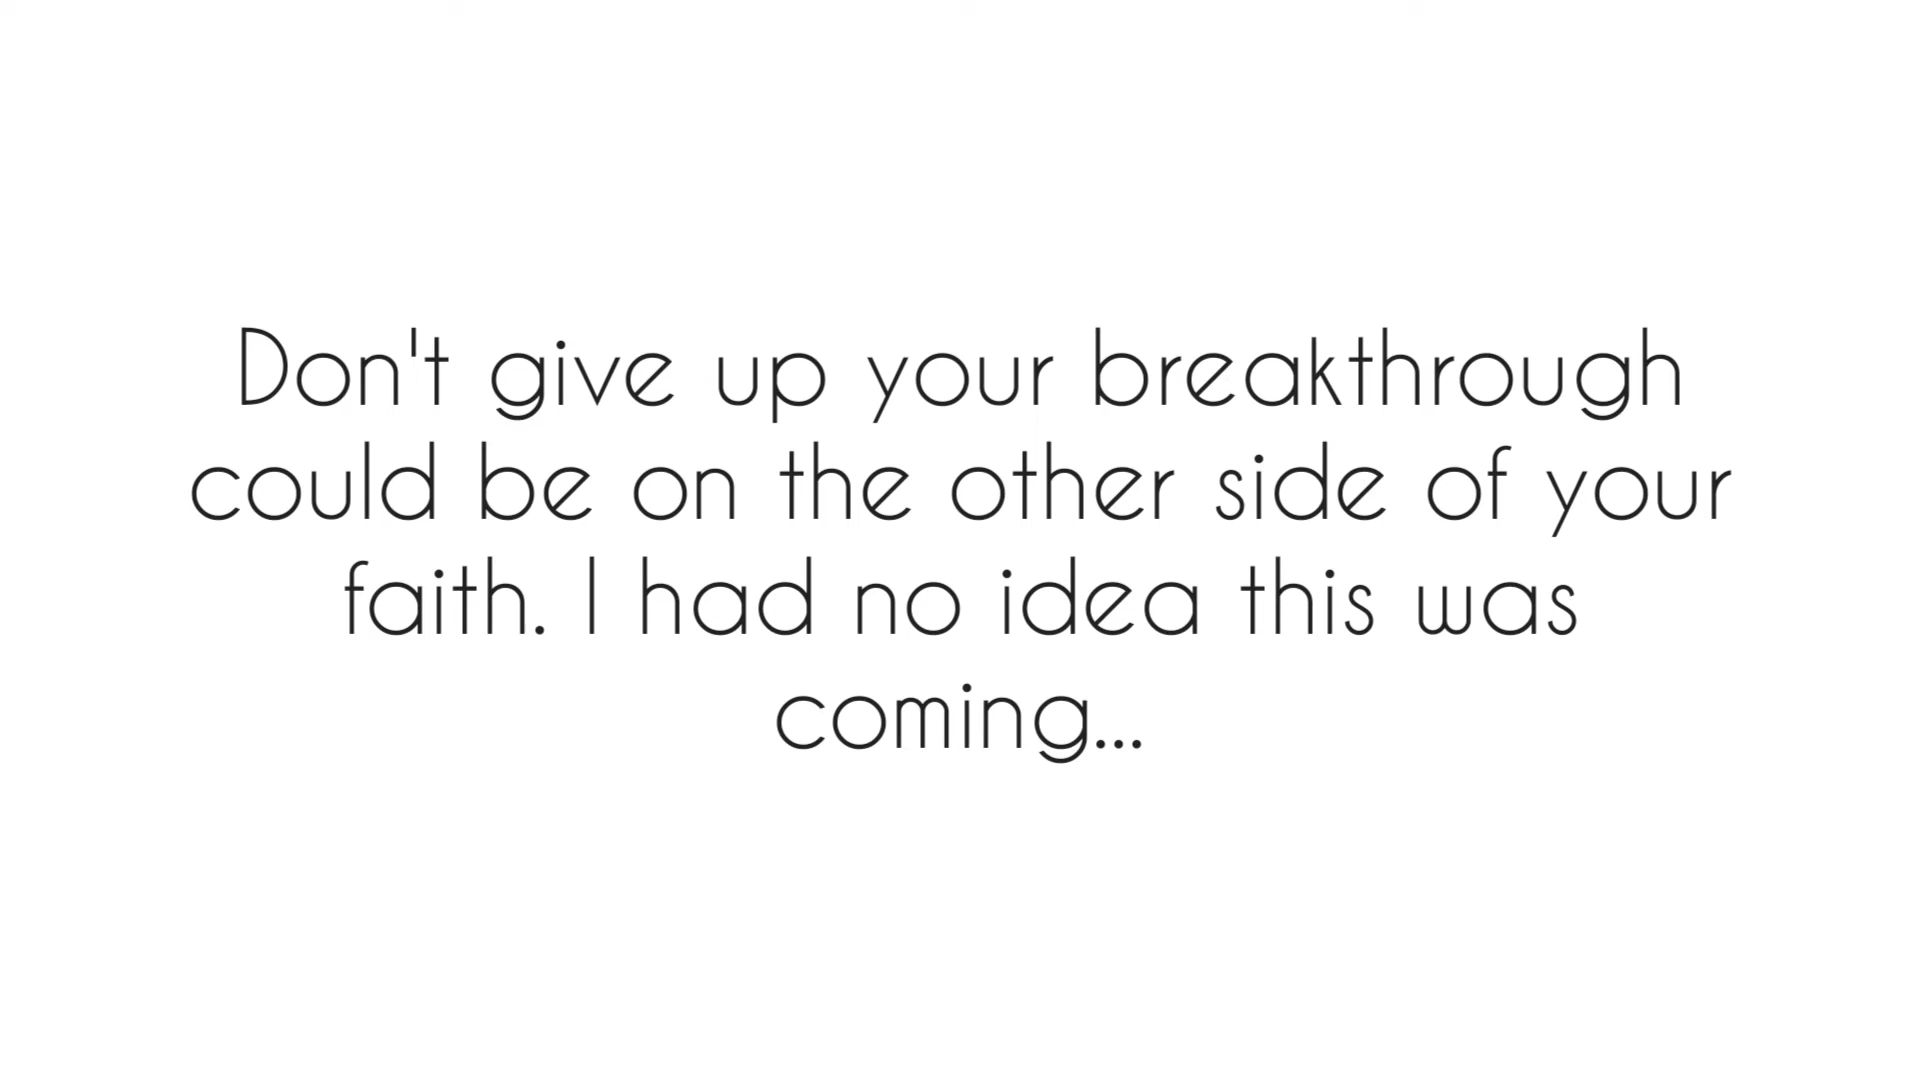 Don't give up your breakthrough
could be on the other side of your
faith. I had no idea this was
coming...